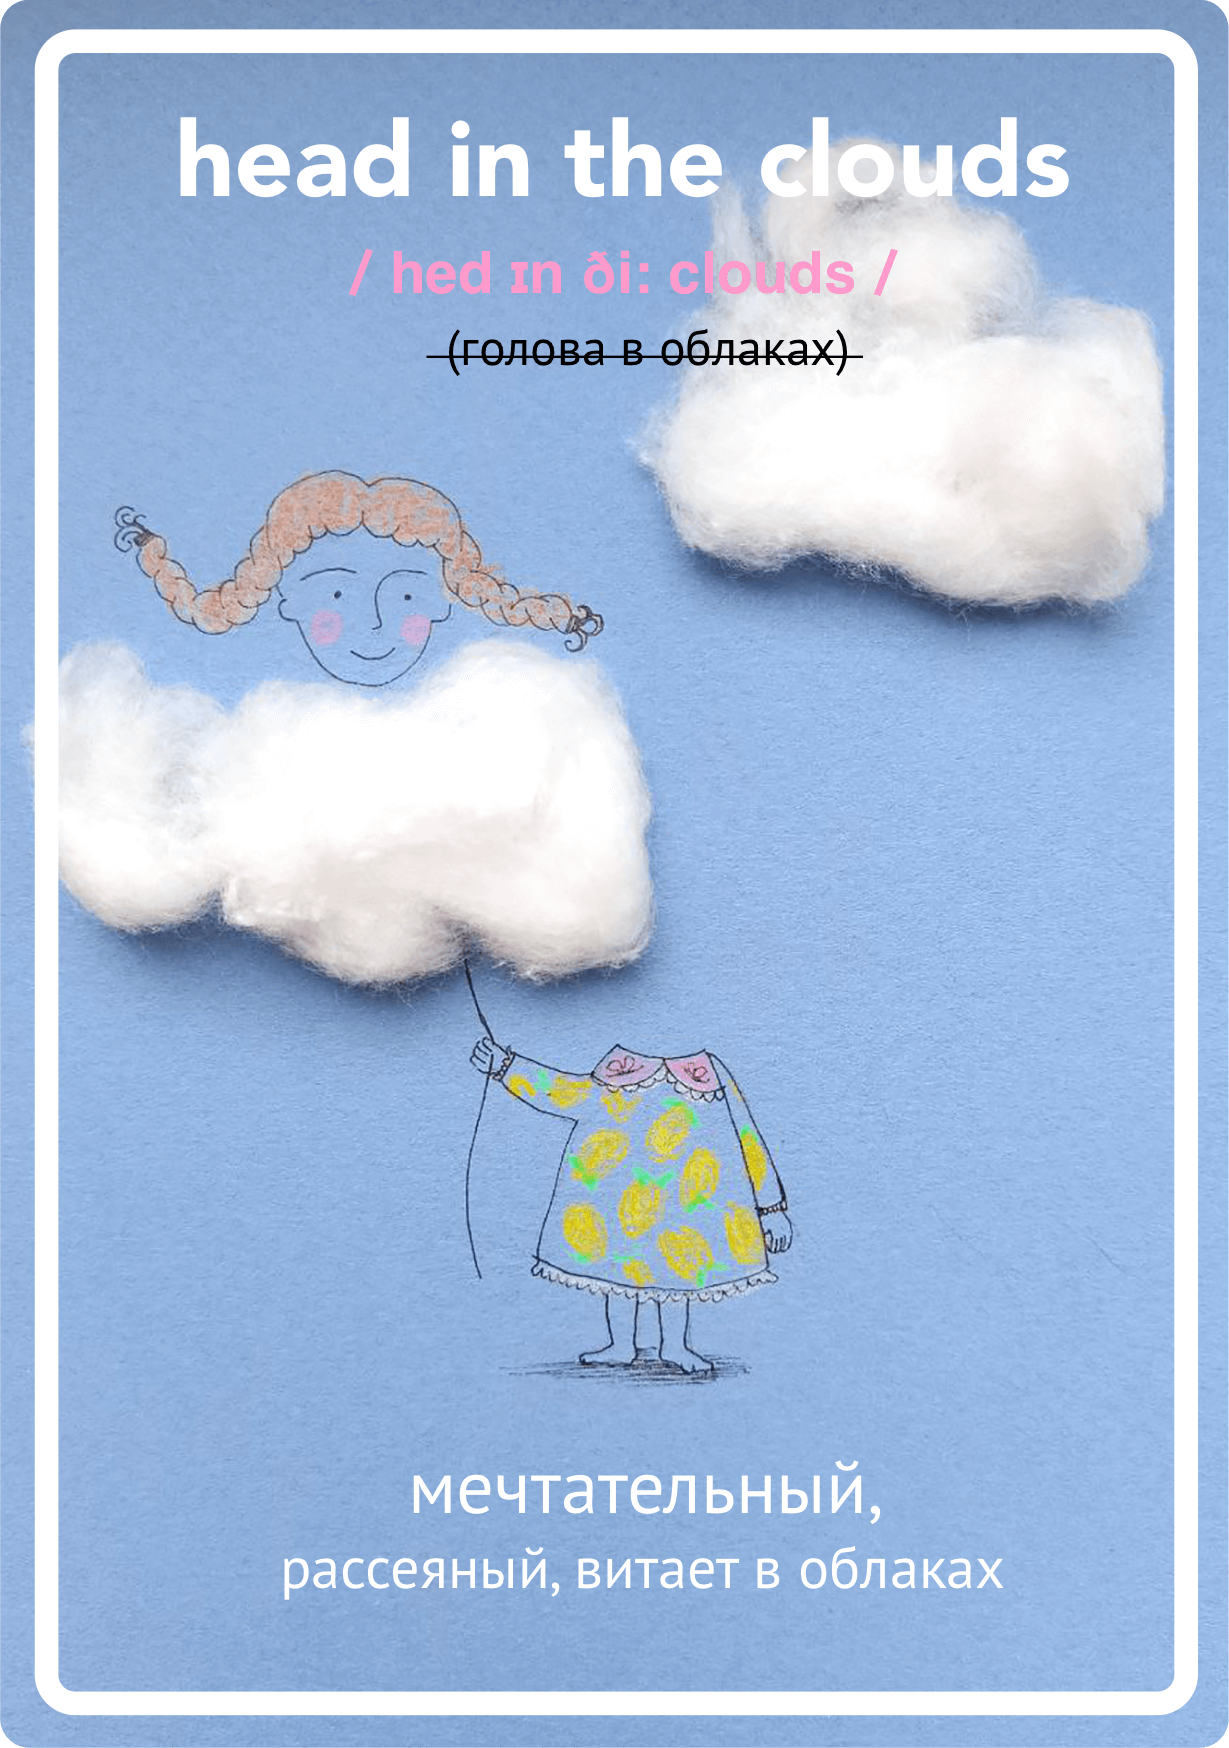 head in the clouds
/ hed ɪn ði: clouds /
(голова в облаках)
мечтательный,
рассеяный, витает в облаках